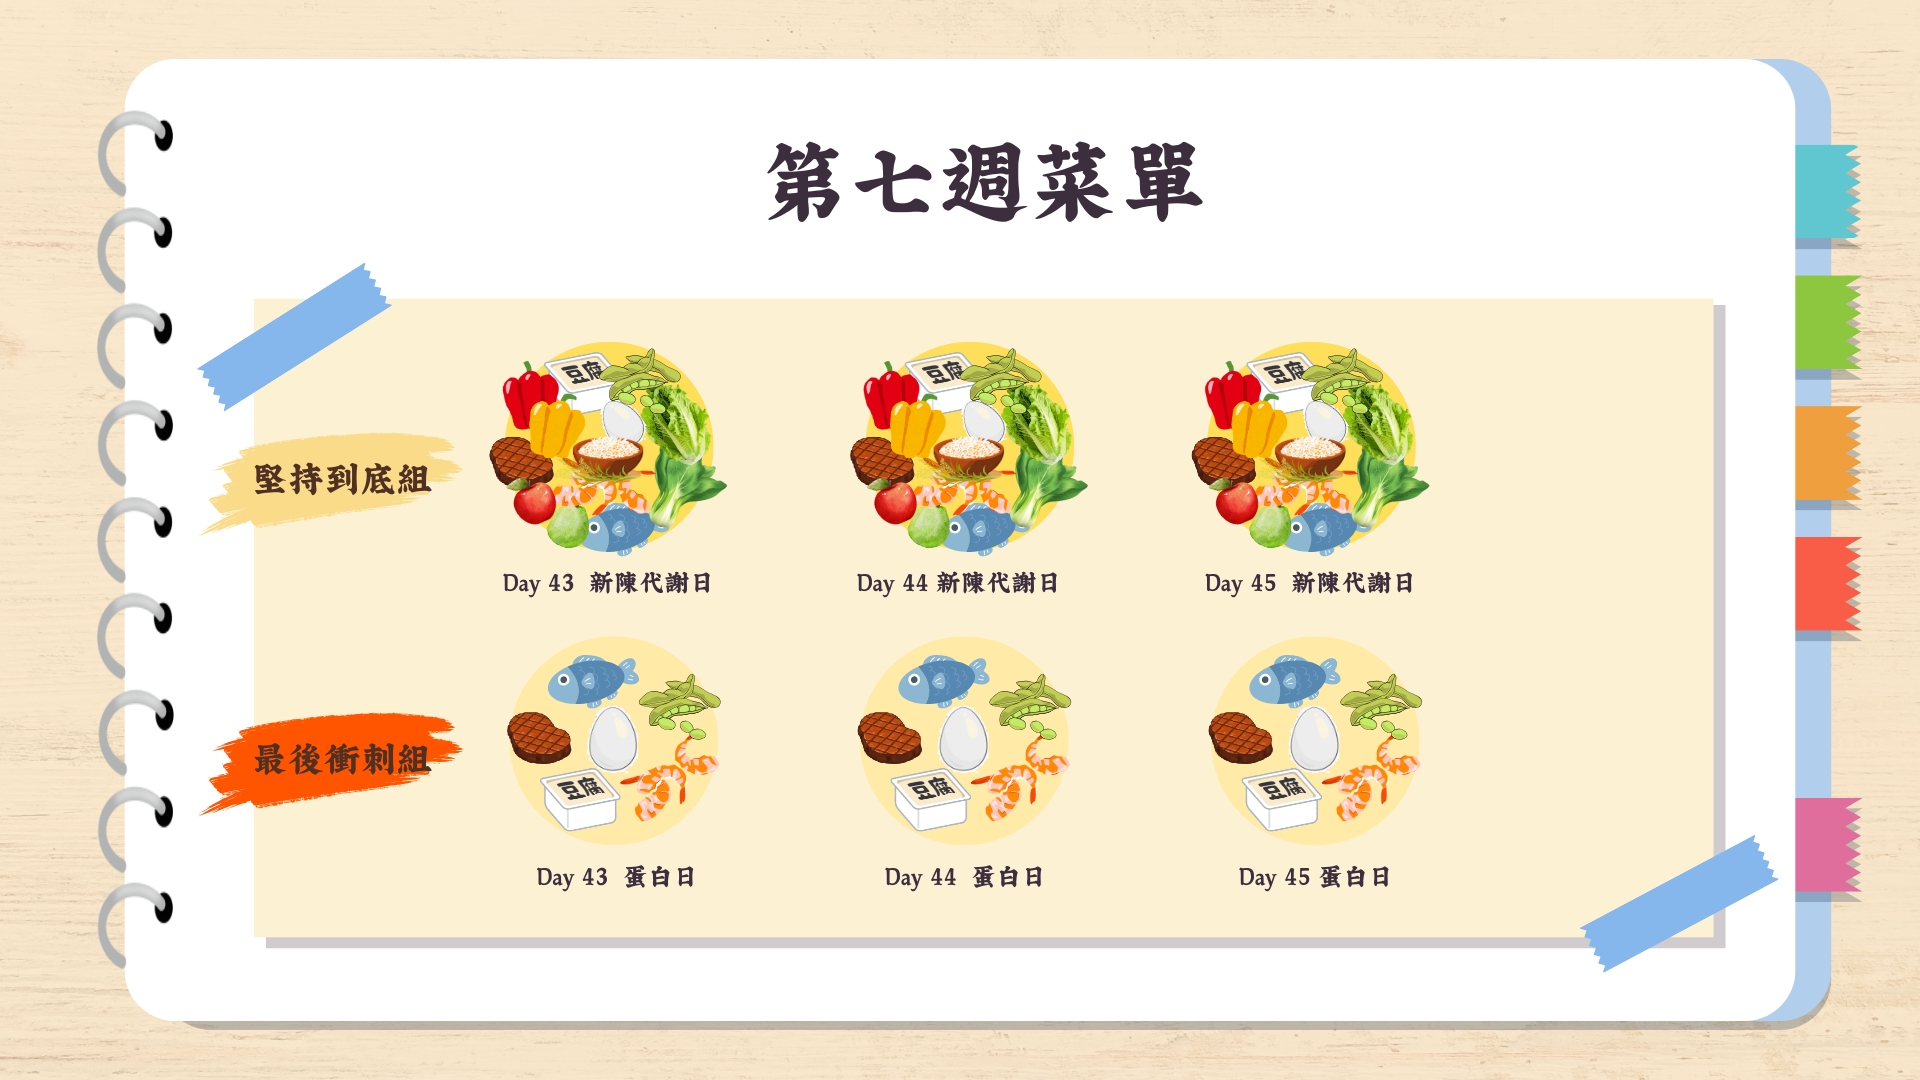 第七週菜單
豆腐
豆腐
豆腐
堅持到底組
Day 43 新陳代謝日
Day 44 新陳代謝日
Day 45 新陳代謝日
最後衝刺組
豆腐
豆腐
豆腐
Day 43 蛋白日
Day 44 蛋白日
Day 45 蛋白日